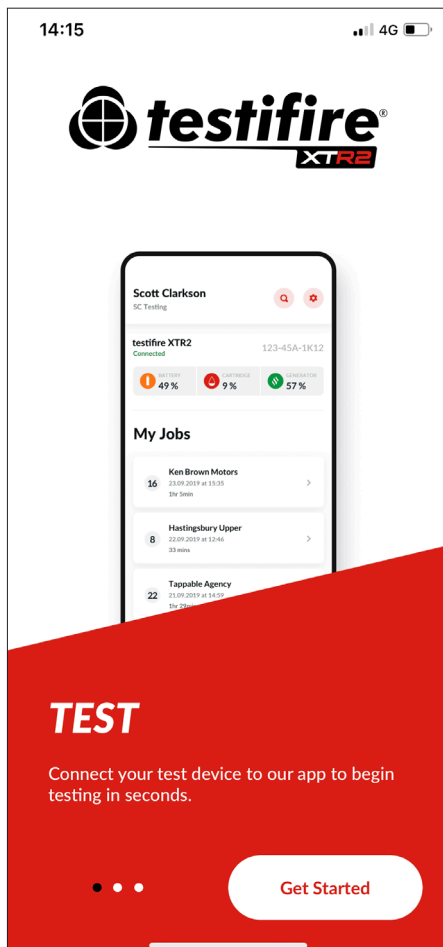 14:15
4G
testifire®
XTR2
Scott Clarkson
SC Testing
testifire XTR2
Connected
123-45A-1K12
BATTERY
49 %
CARTRIDGE
9 %
GENERATOR
57 %
My Jobs
16
Ken Brown Motors
23.09.2019 at 15:35
1hr 5min
8
Hastingsbury Upper
22.09.2019 at 12:46
33 mins
22
Tappable Agency
21.09.2019 at 14:59
1hr
TEST
Connect your test device to our app to begin
testing in seconds.
Get Started